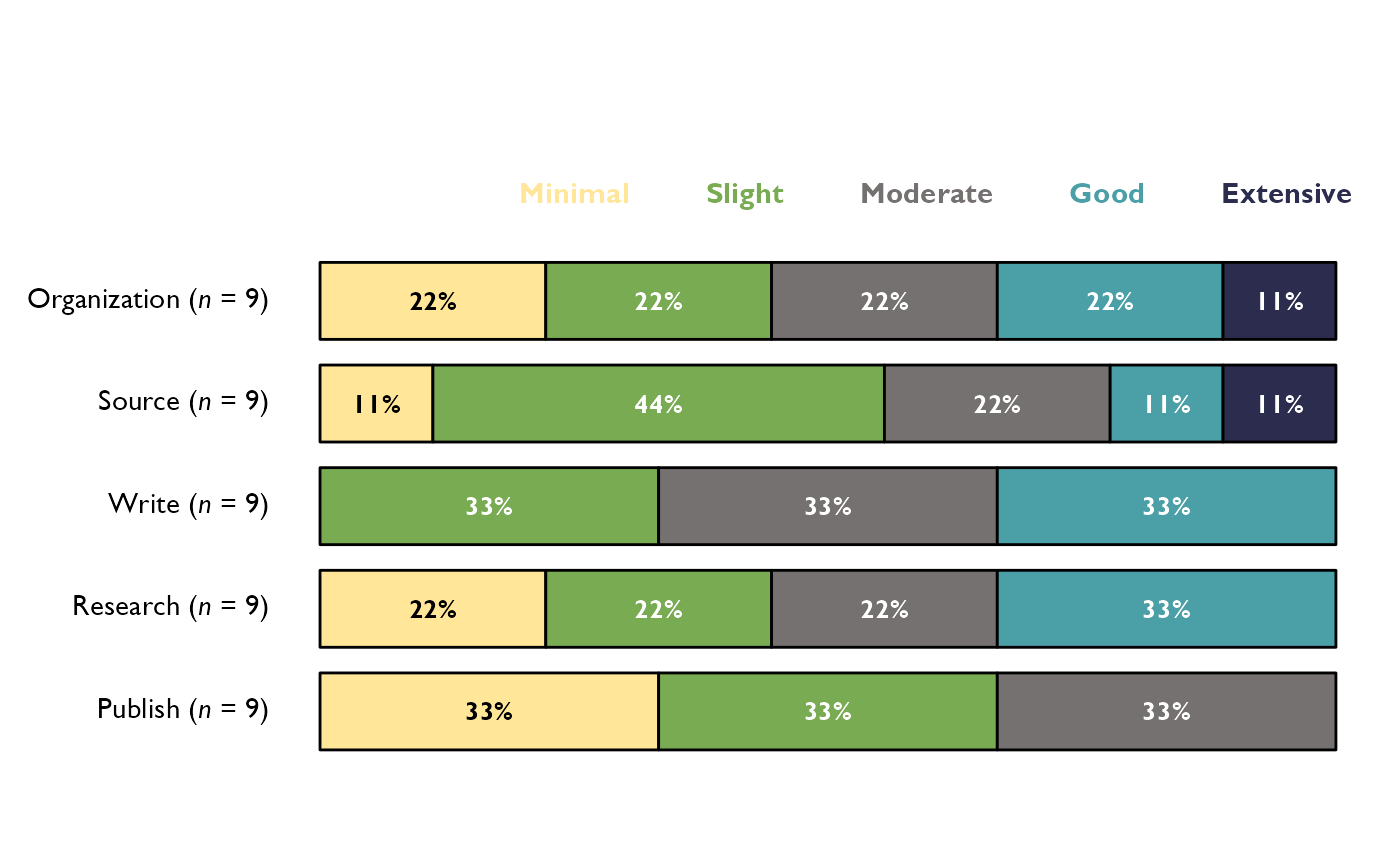 Minimal Slight Moderate Good Extensive
Organization (n = 9) 22% 22% 22% 22% 11%
Source (n = 9) 11% 44% 22% 11% 11%
Write (n = 9) 33% 33% 33%
Research (n = 9) 22% 22% 22% 33%
Publish (n = 9) 33% 33% 33%